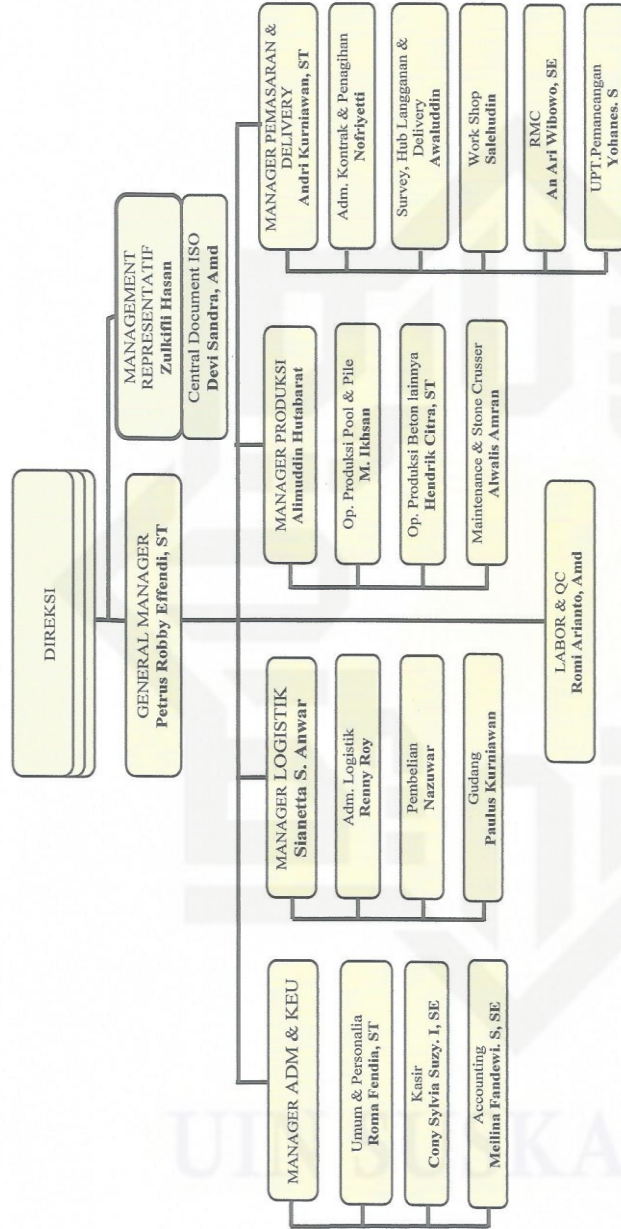 DIREKSI
GENERAL MANAGER
Petrus Robby Effendi, ST
MANAGEMENT
REPRESENTATIF
Zulkifli Hasan
Central Document ISO
Devi Sandra, Amd
MANAGER ADM & KEU
Umum & Personalia
Roma Fendia, ST
Kasir
Cony Sylvia Suzy. I, SE
Accounting
Meilina Fandewi. S, SE
MANAGER LOGISTIK
Sianetta S. Anwar
Adm. Logistik
Renny Roy
Pembelian
Nazuwar
Gudang
Paulus Kurniawan
MANAGER PRODUKSI
Alimuddin Hutabarat
Op. Produksi Pool & Pile
M. Ikhsan
Op. Produksi Beton lainnya
Hendrik Citra, ST
Maintenance & Stone Crusser
Alwalis Amran
MANAGER PEMASARAN &
DELIVERY
Andri Kurniawan, ST
Adm. Kontrak & Penagihan
Nofriyetti
Survey, Hub Langganan &
Delivery
Awaluddin
Work Shop
Salehudin
RMC
An Ari Wibowo, SE
UPT.Pemancangan
Yohanes. S
LABOR & QC
Romi Arianto, Amd
UIN SUSKA